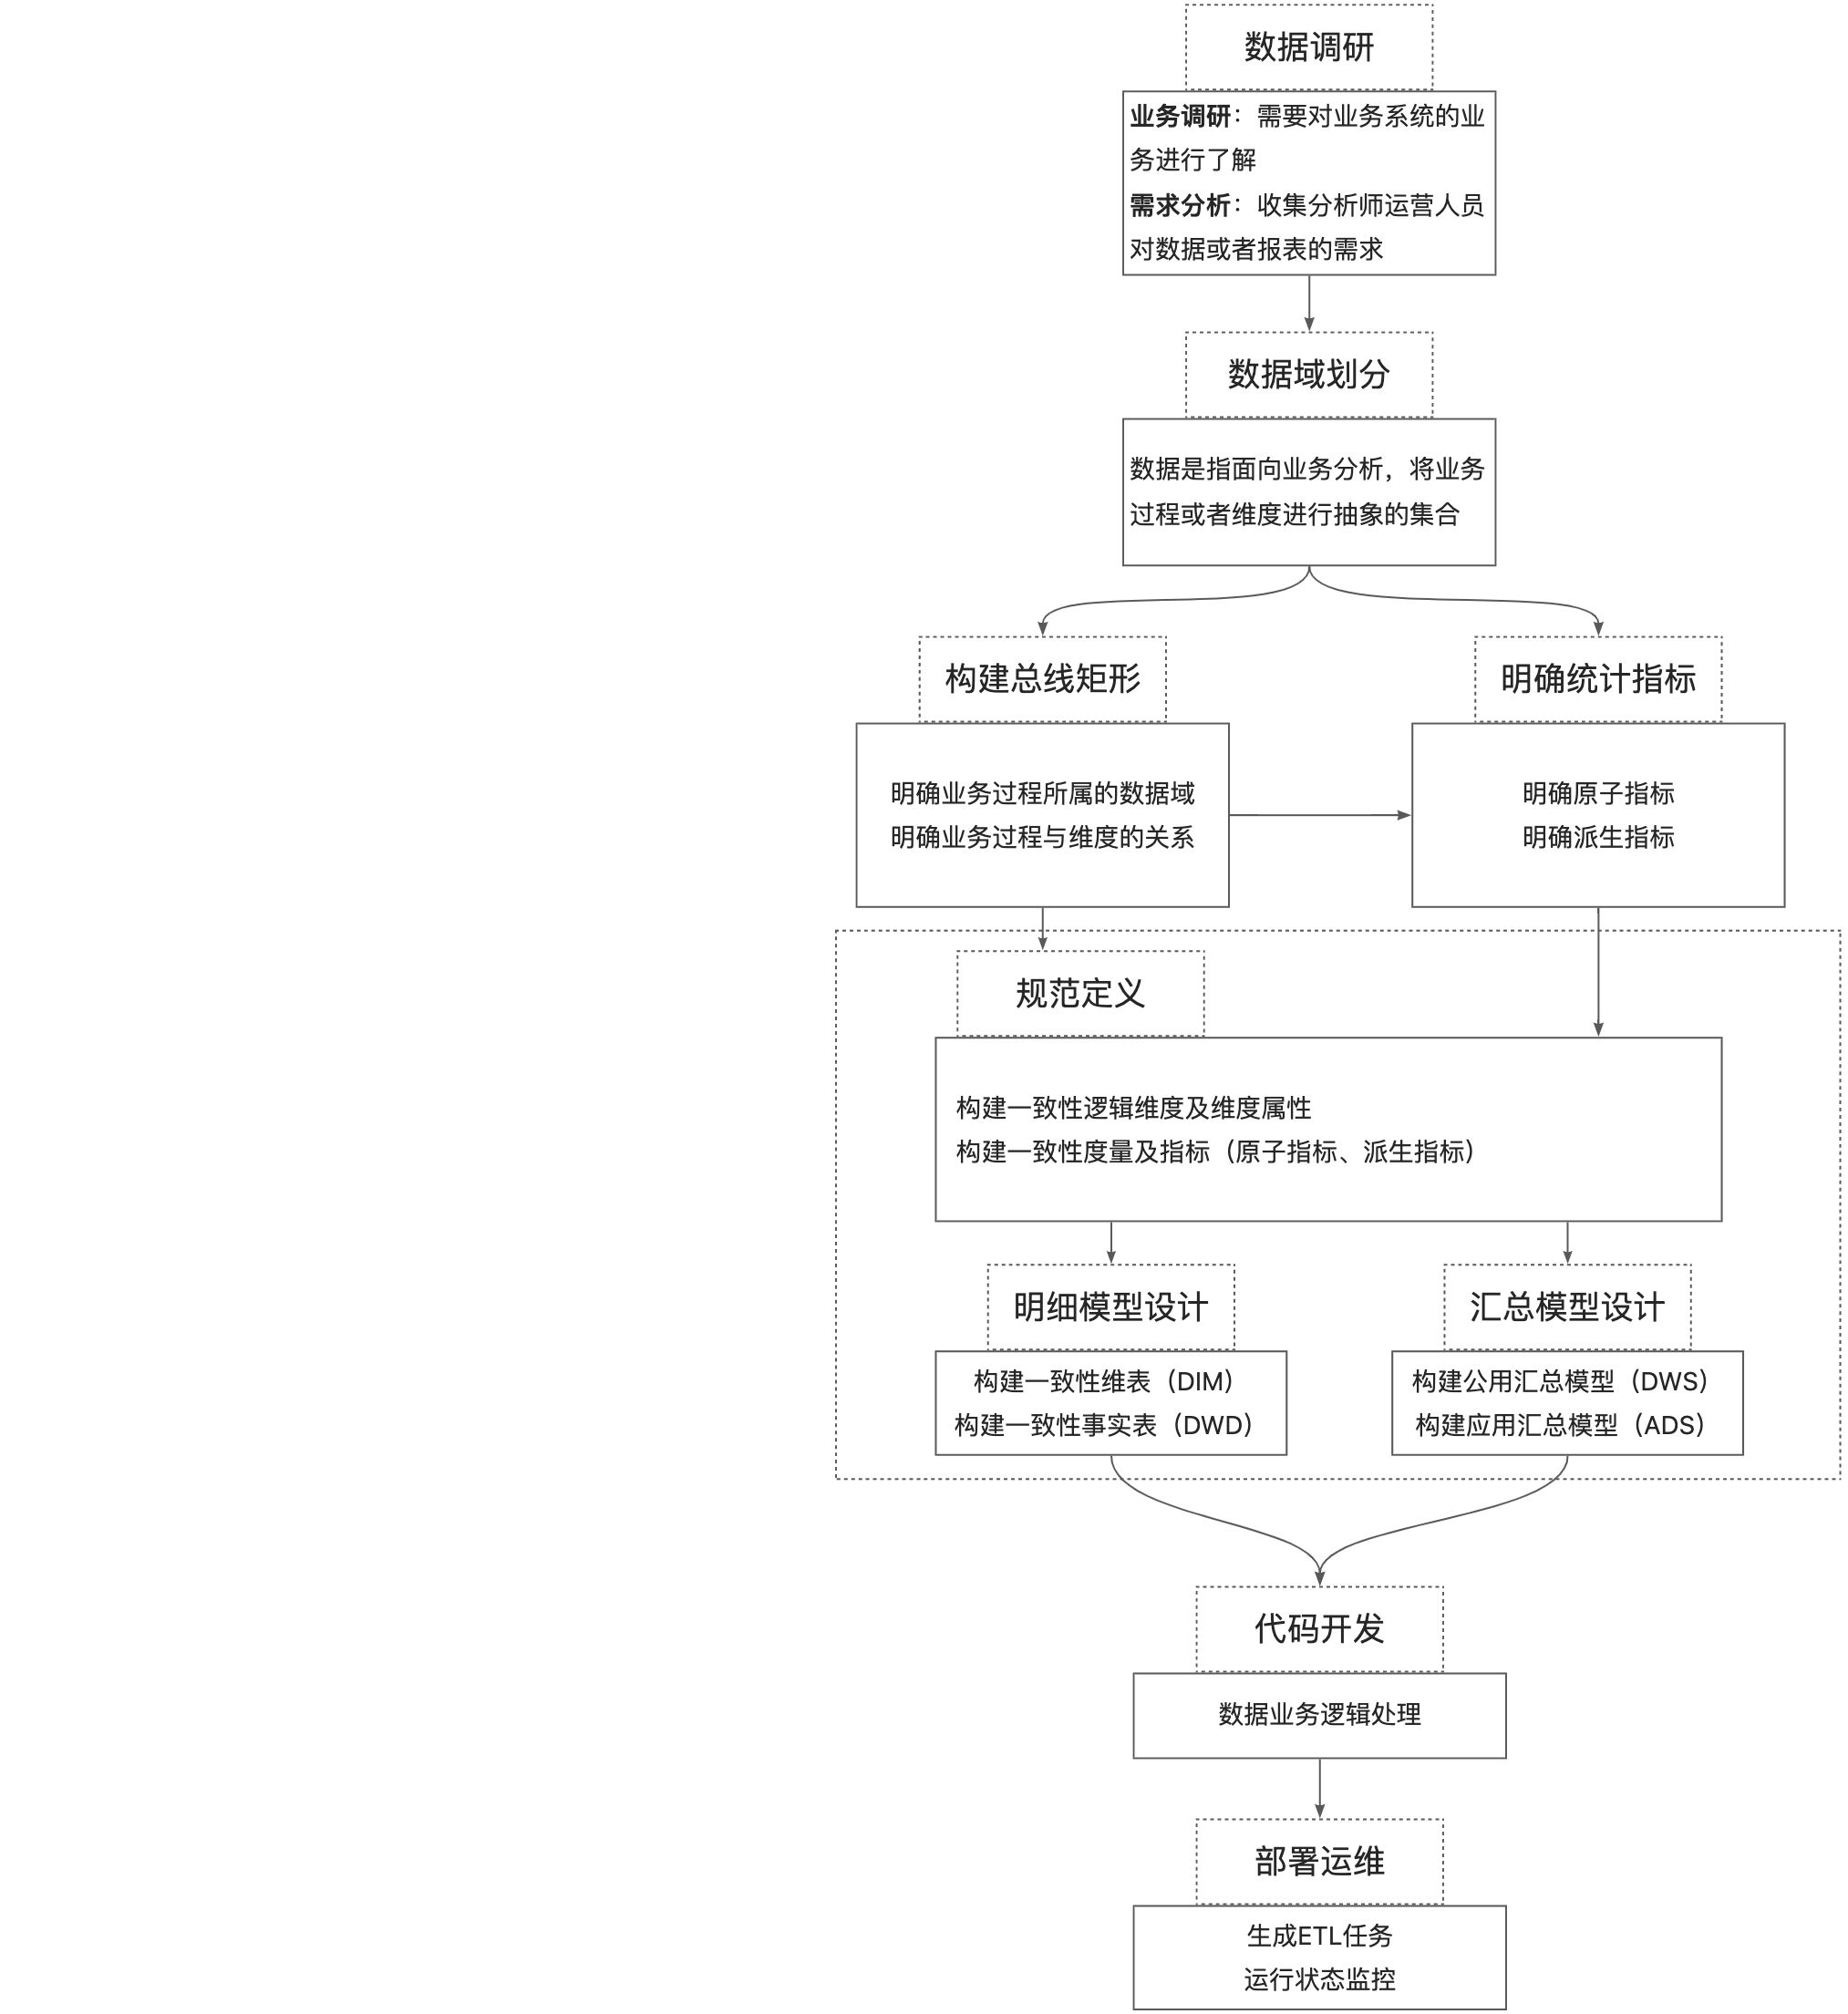 数据调研
业务调研：需要对业务系统的业
务进行了解
需求分析：收集分析师运营人员
对数据或者报表的需求
数据域划分
数据是指面向业务分析，将业务
过程或者维度进行抽象的集合
构建总线矩形
明确业务过程所属的数据域
明确业务过程与维度的关系
明确统计指标
明确原子指标
明确派生指标
规范定义
构建一致性逻辑维度及维度属性
构建一致性度量及指标（原子指标、派生指标）
明细模型设计
构建一致性维表（DIM）
构建一致性事实表（DWD）
汇总模型设计
构建公用汇总模型（DWS）
构建应用汇总模型（ADS）
代码开发
数据业务逻辑处理
部署运维
生成ETL任务
运行状态监控